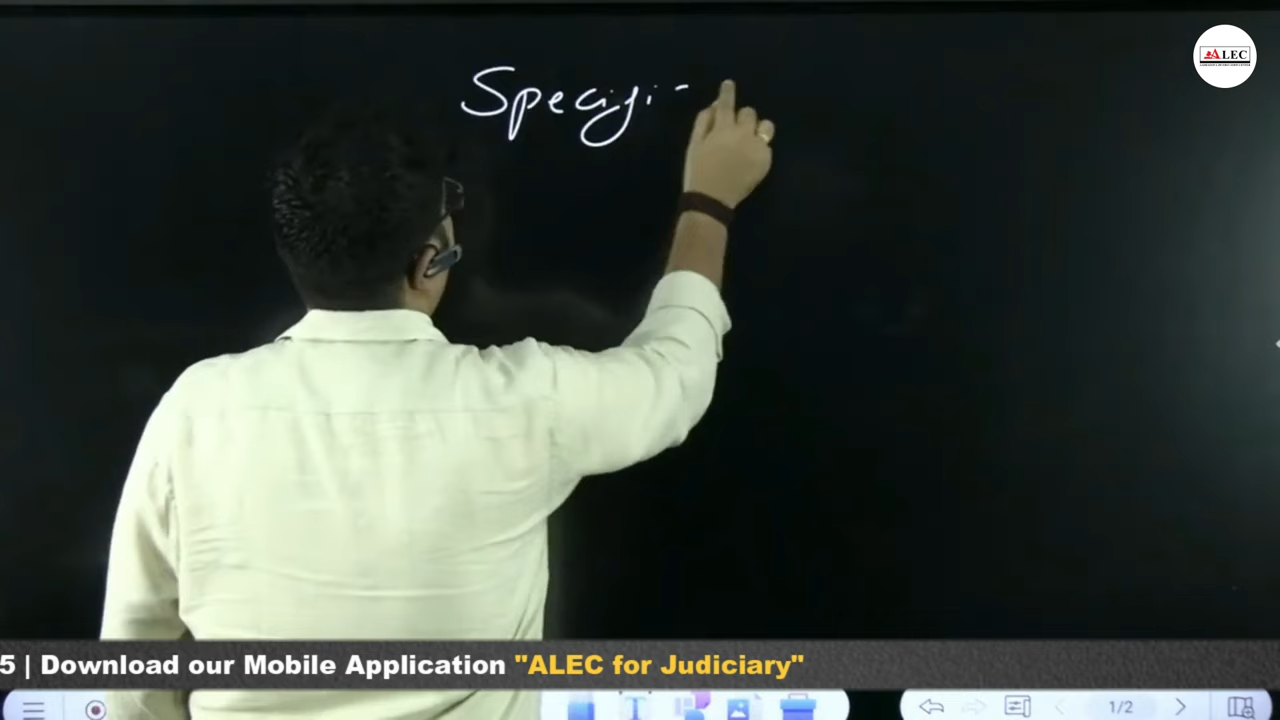 Specifi-
ALEC
5 | Download our Mobile Application "ALEC for Judiciary"
1/2